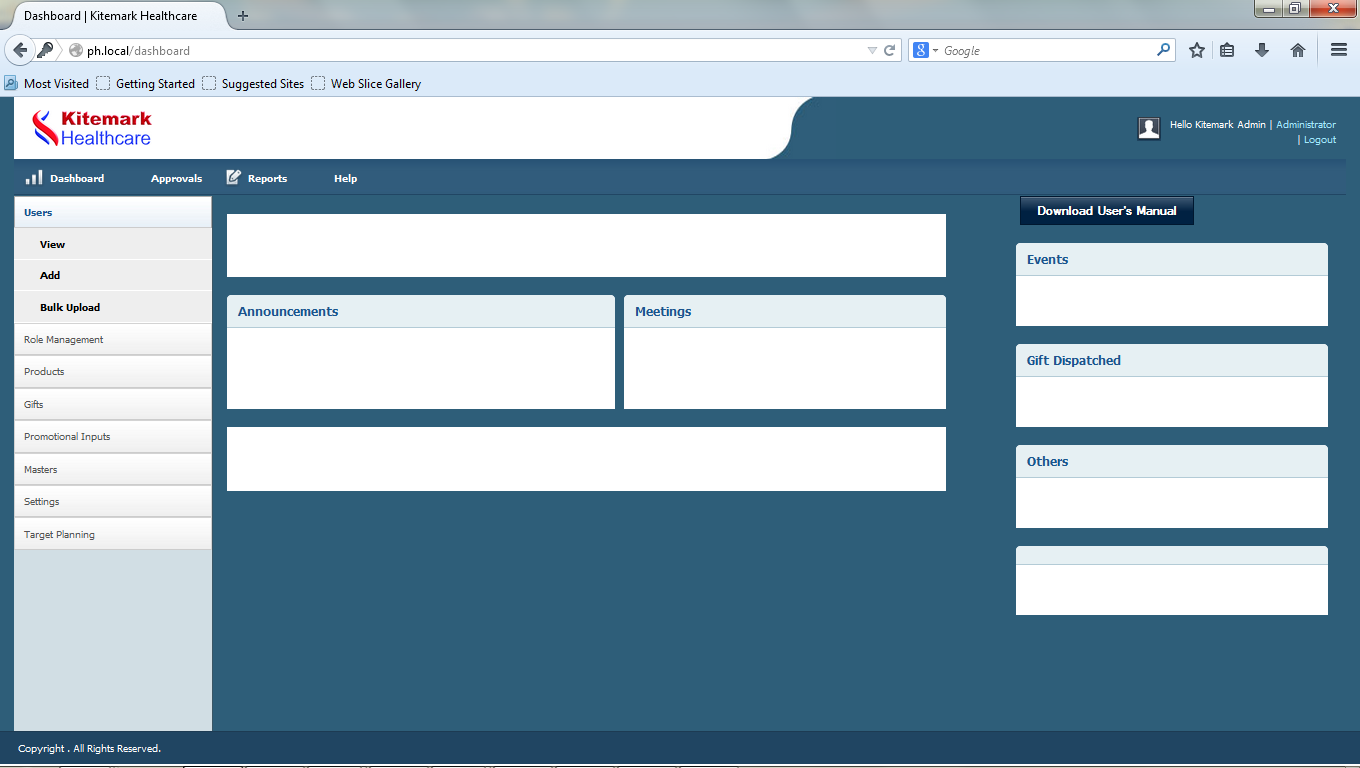 Dashboard | Kitemark Healthcare
ph.local/dashboard
Google
Most Visited Getting Started Suggested Sites Web Slice Gallery
Kitemark
Healthcare
Hello Kitemark Admin | Administrator
| Logout
Dashboard Approvals Reports Help
Users
View
Add
Bulk Upload
Role Management
Products
Gifts
Promotional Inputs
Masters
Settings
Target Planning
Announcements
Meetings
Download User's Manual
Events
Gift Dispatched
Others
Copyright . All Rights Reserved.